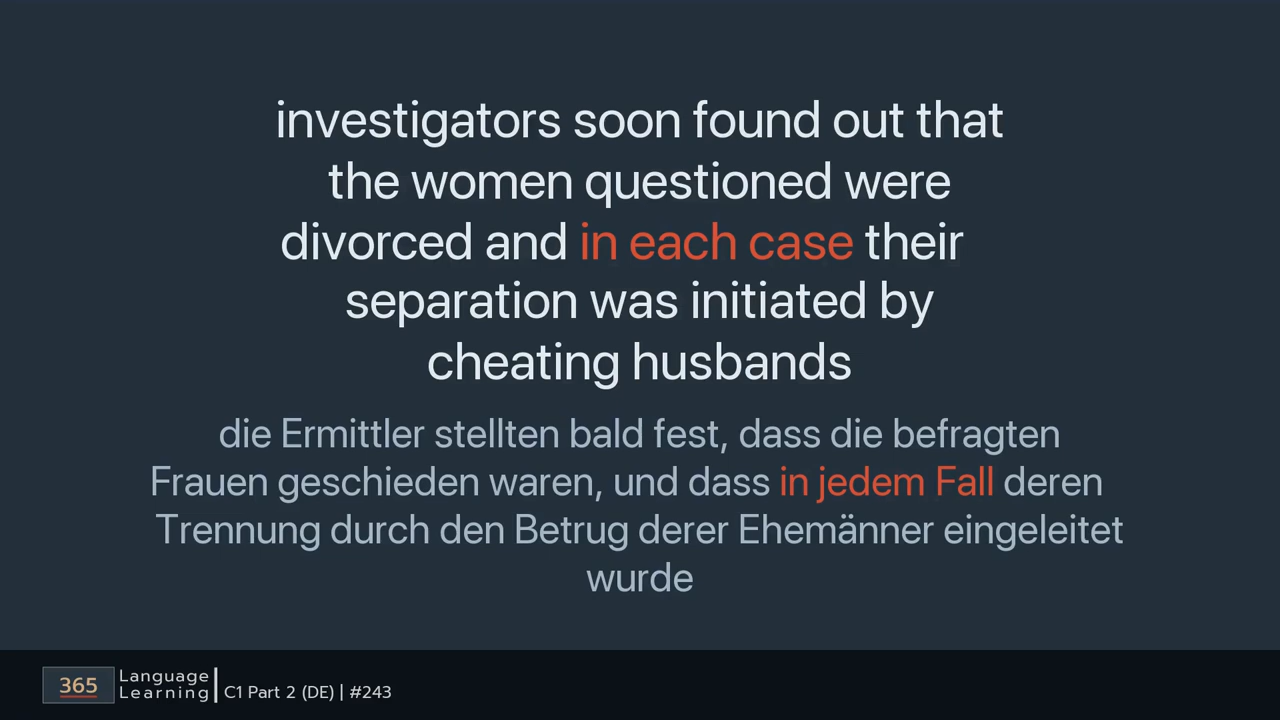 investigators soon found out that
the women questioned were
divorced and in each case their
separation was initiated by
cheating husbands
die Ermittler stellten bald fest, dass die befragten
Frauen geschieden waren, und dass in jedem Fall deren
Trennung durch den Betrug derer Ehemänner eingeleitet
wurde
365
Language
Learning
C1 Part 2 (DE) | #243